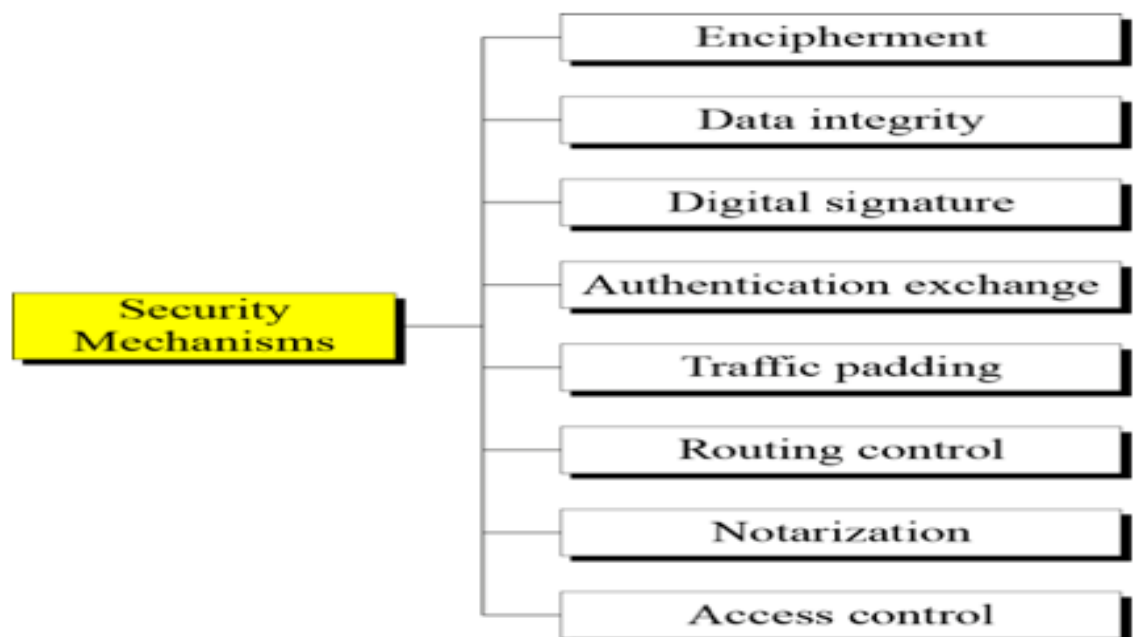 Security
Mechanisms
Encipherment
Data integrity
Digital signature
Authentication exchange
Traffic padding
Routing control
Notarization
Access control